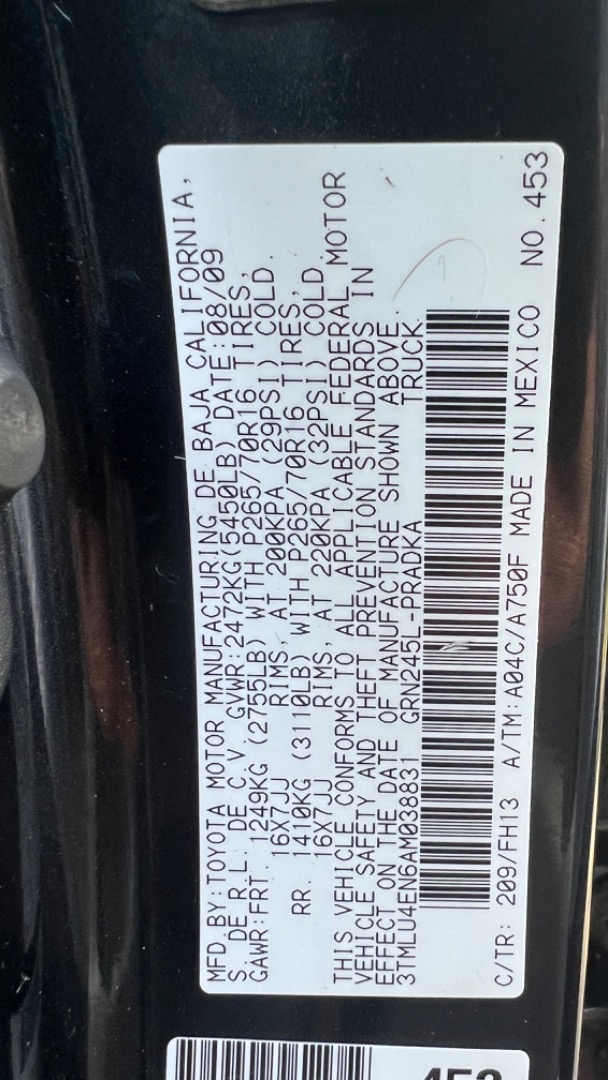 MFD.BY:TOYOTA MOTOR MANUFACTURING DE BAJA CALIFORNIA,
S. DE R.L. DE C.V GVWR:2472KG(5450LB) DATE:08/09
GAWR:FRT 1249KG (2755LB) WITH P265/70R16 TIRES,
16X7JJ RIMS, AT 200KPA (29PSI) COLD.
RR. 1410KG (3110LB) WITH P265/70R16 TIRES,
16X7JJ RIMS, AT 220KPA (32PSI) COLD.
THIS VEHICLE CONFORMS TO ALL APPLICABLE FEDERAL MOTOR
VEHICLE SAFETY AND THEFT PREVENTION STANDARDS IN
EFFECT ON THE DATE OF MANUFACTURE SHOWN ABOVE.
3TMLU4EN6AM038831 GRN245L-PRADKA TRUCK
C/TR: 209/FH13 A/TM:A04C/A750F MADE IN MEXICO NO.453
453